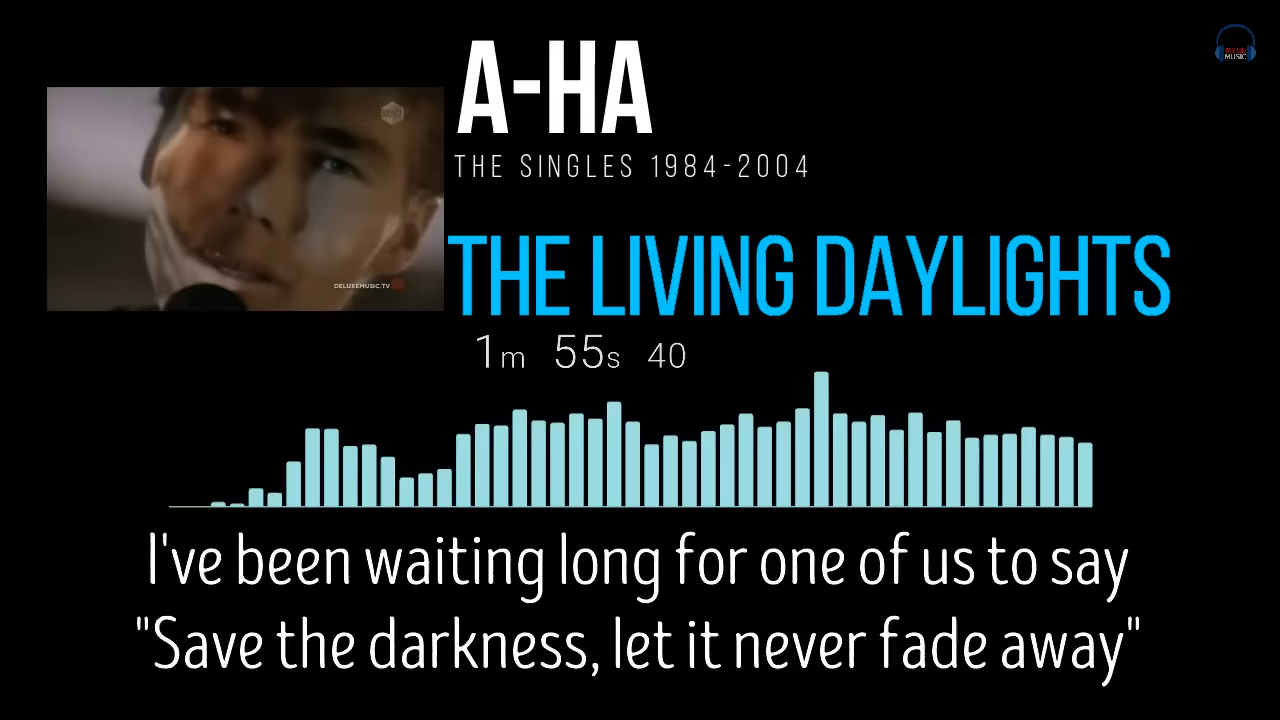 A-HA
THE SINGLES 1984-2004
DELUXEMUSIC.TV
THE LIVING DAYLIGHTS
1m 55s 40
I've been waiting long for one of us to say
"Save the darkness, let it never fade away"
MUSIC